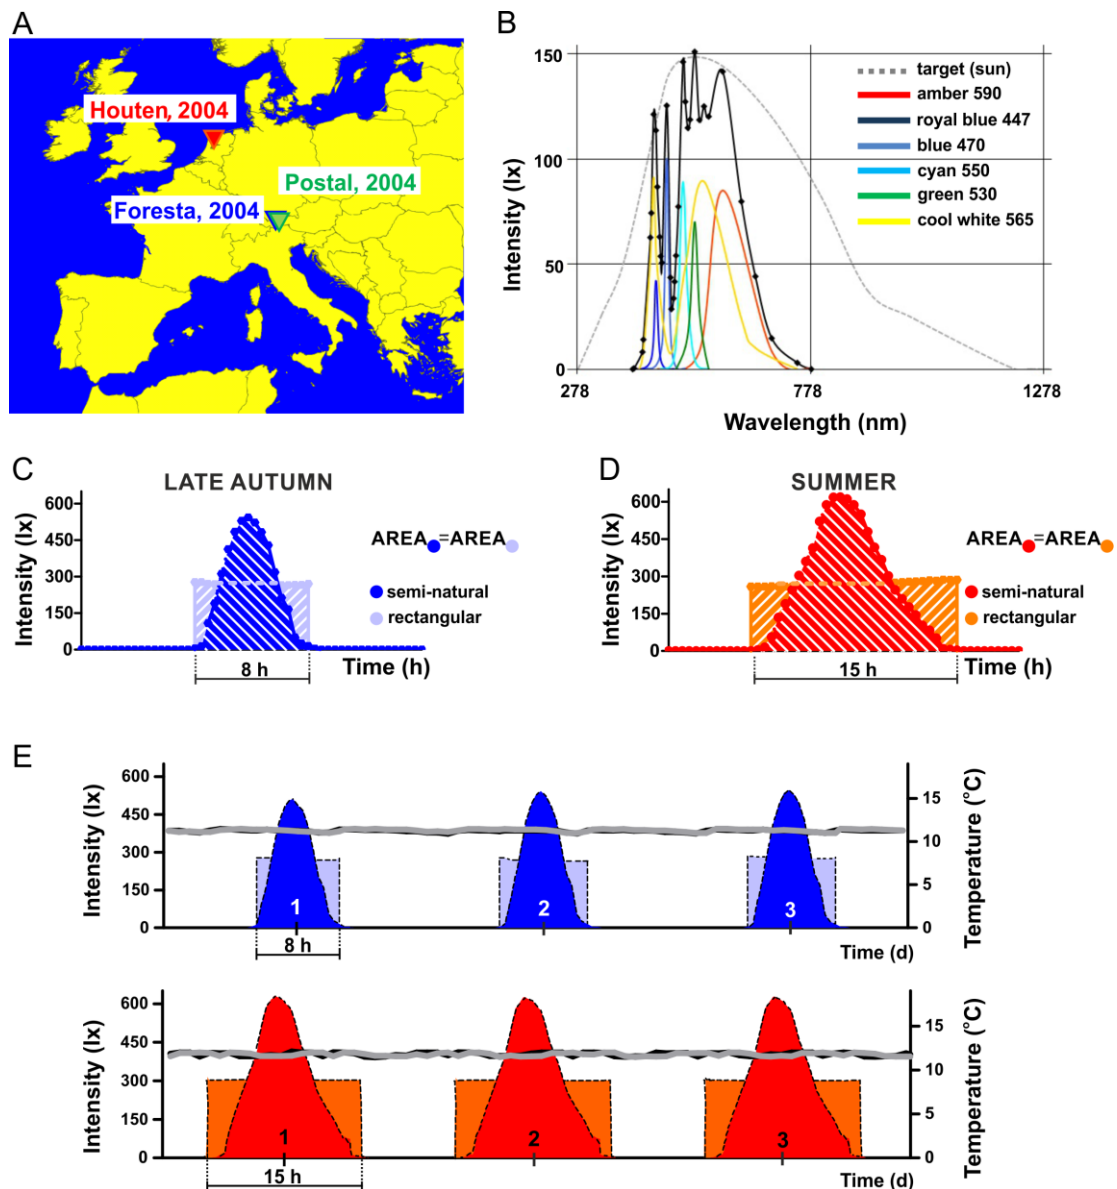 A
Houten, 2004
Postal, 2004
Foresta, 2004
B
Intensity (lx)
150
100
50
0
278
778
1278
Wavelength (nm)
target (sun)
amber 590
royal blue 447
blue 470
cyan 550
green 530
cool white 565
C
LATE AUTUMN
Intensity (lx)
600
300
150
0
AREA =AREA
semi-natural
rectangular
8 h
Time (h)
D
SUMMER
Intensity (lx)
600
300
150
0
AREA =AREA
semi-natural
rectangular
15 h
Time (h)
E
Intensity (lx)
600
450
300
150
0
1
2
3
8 h
15
10
5
0
Temperature (°C)
Time (d)
Intensity (lx)
600
450
300
150
0
1
2
3
15 h
15
10
5
0
Temperature (°C)
Time (d)